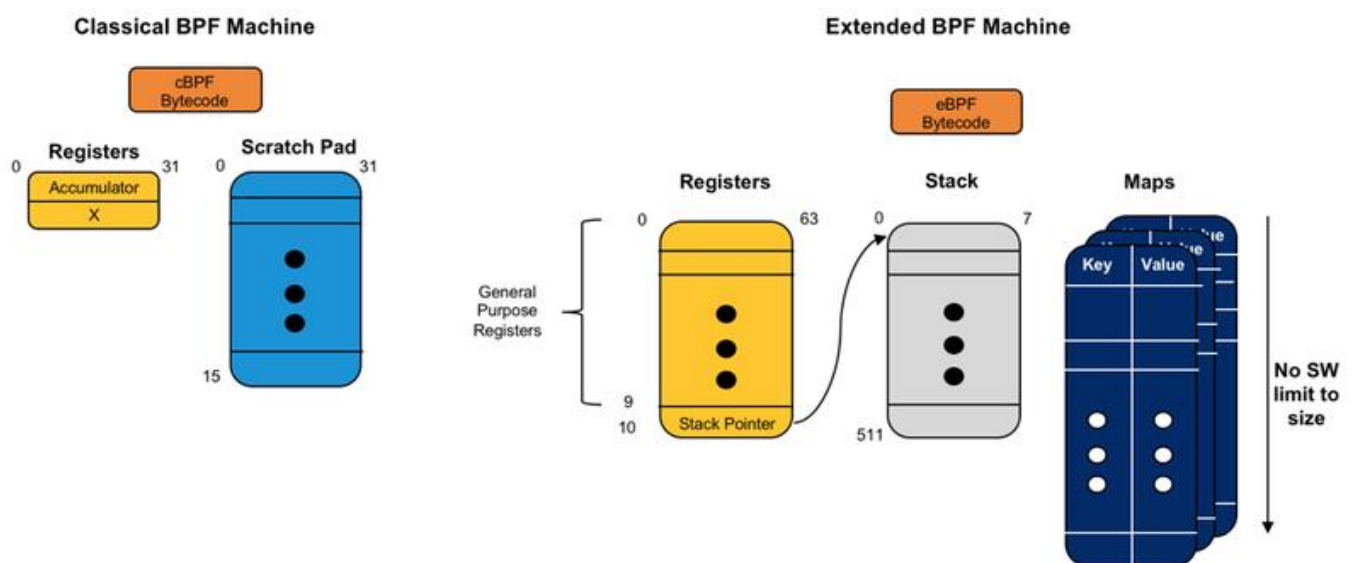 Classical BPF Machine
cBPF
Bytecode
Registers
0
31
Accumulator
X
Scratch Pad
0
31
15
Extended BPF Machine
eBPF
Bytecode
Registers
0
63
General
Purpose
Registers
9
10
Stack Pointer
Stack
0
7
511
Maps
Value
Value
Key
Value
No SW
limit to
size